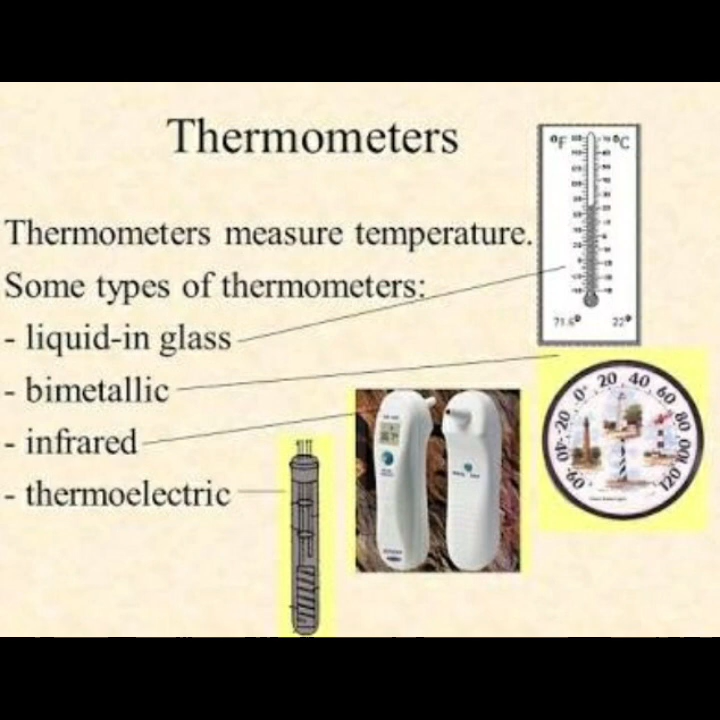 Thermometers
Thermometers measure temperature.
Some types of thermometers:
- liquid-in glass
- bimetallic
- infrared
- thermoelectric
°F °C
71.6° 22°
-60 -40 -20 0 20 40 60 80 100 120